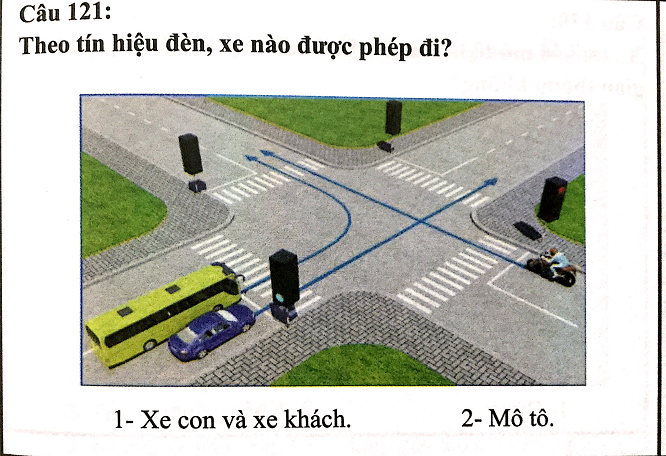 Câu 121:
Theo tín hiệu đèn, xe nào được phép đi?
1- Xe con và xe khách. 2- Mô tô.